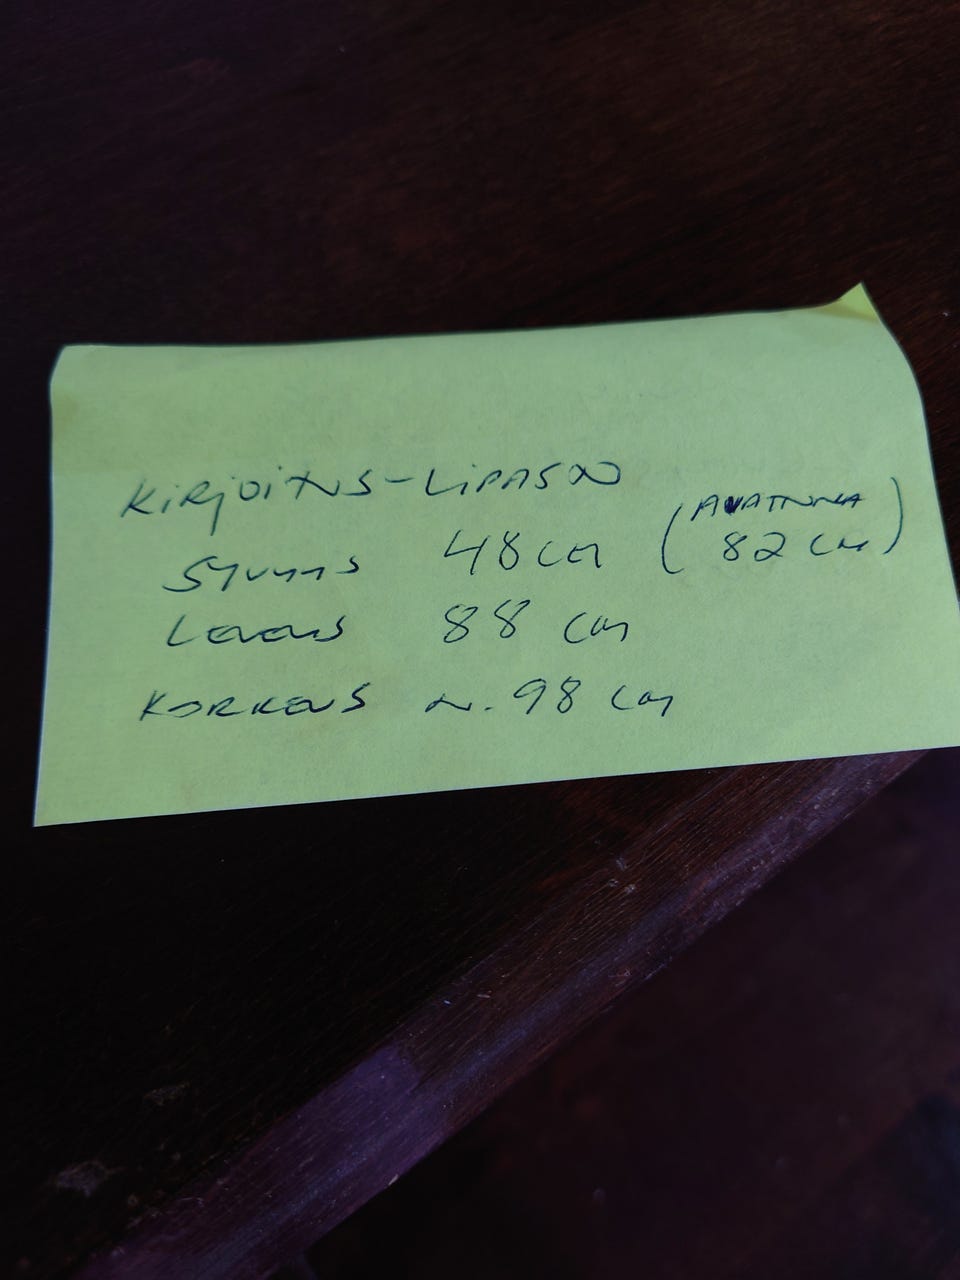 KIRJOITUS-LIPASTO
SYVYYS 48 cm (AVATTUNA 82 cm)
LEVEYS 88 cm
KORKEUS n. 98 cm